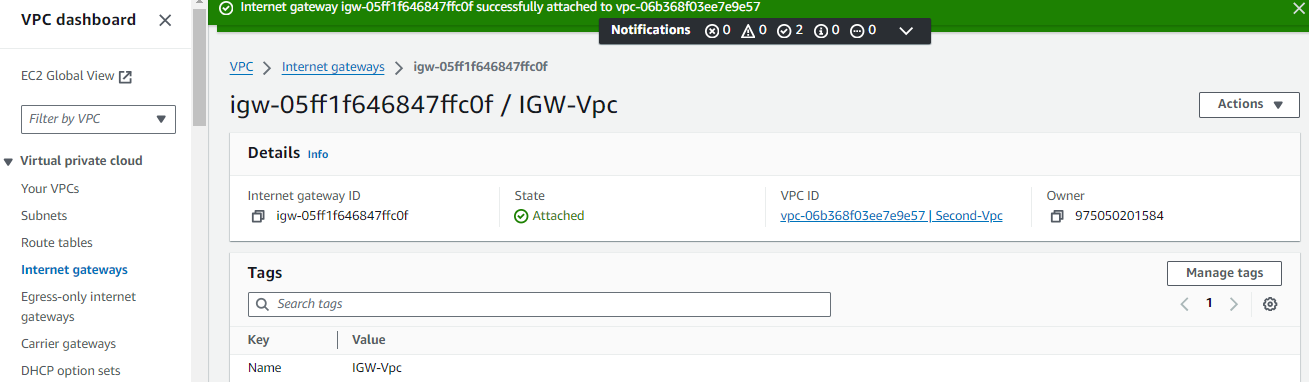 VPC dashboard
EC2 Global View
Filter by VPC
Virtual private cloud
Your VPCs
Subnets
Route tables
Internet gateways
Egress-only internet
gateways
Carrier gateways
DHCP option sets
Internet gateway igw-05ff1f646847ffc0f successfully attached to vpc-06b368f03ee7e9e57
Notifications 0 0 2 0 0
VPC Internet gateways igw-05ff1f646847ffc0f
igw-05ff1f646847ffc0f / IGW-Vpc
Actions
Details Info
Internet gateway ID
igw-05ff1f646847ffc0f
State
Attached
VPC ID
vpc-06b368f03ee7e9e57 | Second-Vpc
Owner
975050201584
Tags
Manage tags
Search tags
1
Key Value
Name IGW-Vpc